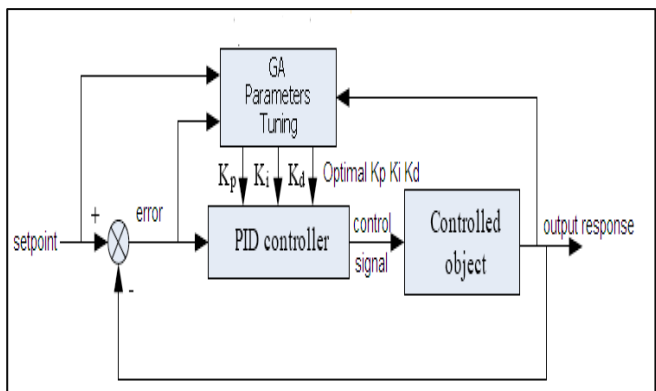 GA
Parameters
Tuning
Kp Ki Kd Optimal Kp Ki Kd
setpoint
+
error
PID controller
control
signal
Controlled
object
output response
-